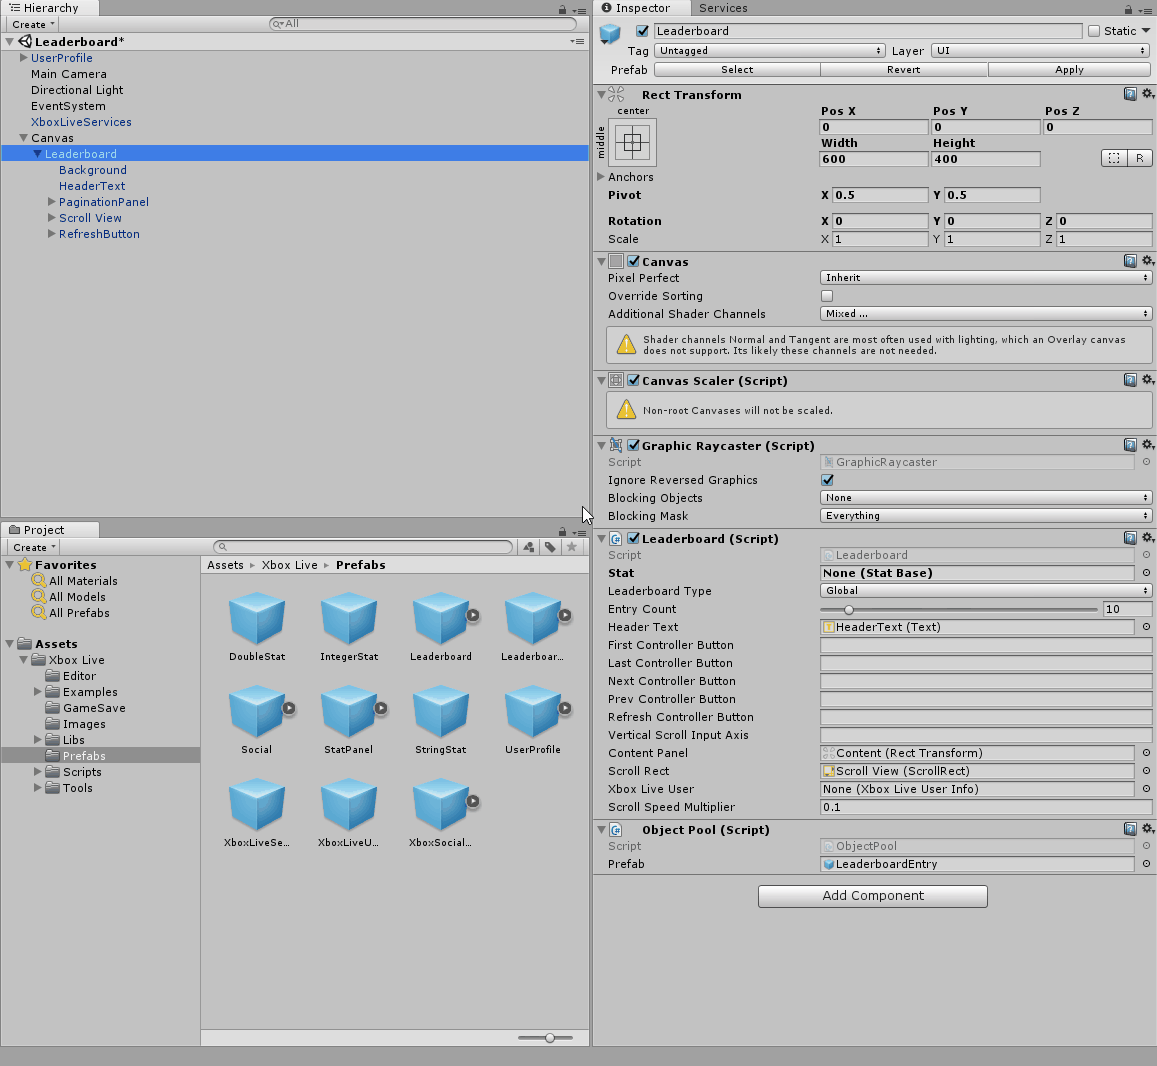 Hierarchy
Create
All
Leaderboard*
UserProfile
Main Camera
Directional Light
EventSystem
XboxLiveServices
Canvas
Leaderboard
Background
HeaderText
PaginationPanel
Scroll View
RefreshButton
Project
Create
Favorites
All Materials
All Models
All Prefabs
Assets
Xbox Live
Editor
Examples
GameSave
Images
Libs
Prefabs
Scripts
Tools
Assets Xbox Live Prefabs
DoubleStat IntegerStat Leaderboard Leaderboar...
Social StatPanel StringStat UserProfile
XboxLiveSe... XboxLiveU... XboxSocial...
Inspector Services
Leaderboard Static
Tag Untagged Layer UI
Prefab Select Revert Apply
Rect Transform
center
middle
Pos X Pos Y Pos Z
0 0 0
Width Height
600 400
R
Anchors
Pivot X 0.5 Y 0.5
Rotation X 0 Y 0 Z 0
Scale X 1 Y 1 Z 1
Canvas
Pixel Perfect Inherit
Override Sorting
Additional Shader Channels Mixed ...
Shader channels Normal and Tangent are most often used with lighting, which an Overlay canvas
does not support. Its likely these channels are not needed.
Canvas Scaler (Script)
Non-root Canvases will not be scaled.
Graphic Raycaster (Script)
Script GraphicRaycaster
Ignore Reversed Graphics
Blocking Objects None
Blocking Mask Everything
Leaderboard (Script)
Script Leaderboard
Stat None (Stat Base)
Leaderboard Type Global
Entry Count 10
Header Text HeaderText (Text)
First Controller Button
Last Controller Button
Next Controller Button
Prev Controller Button
Refresh Controller Button
Vertical Scroll Input Axis
Content Panel Content (Rect Transform)
Scroll Rect Scroll View (ScrollRect)
Xbox Live User None (Xbox Live User Info)
Scroll Speed Multiplier 0.1
Object Pool (Script)
Script ObjectPool
Prefab LeaderboardEntry
Add Component